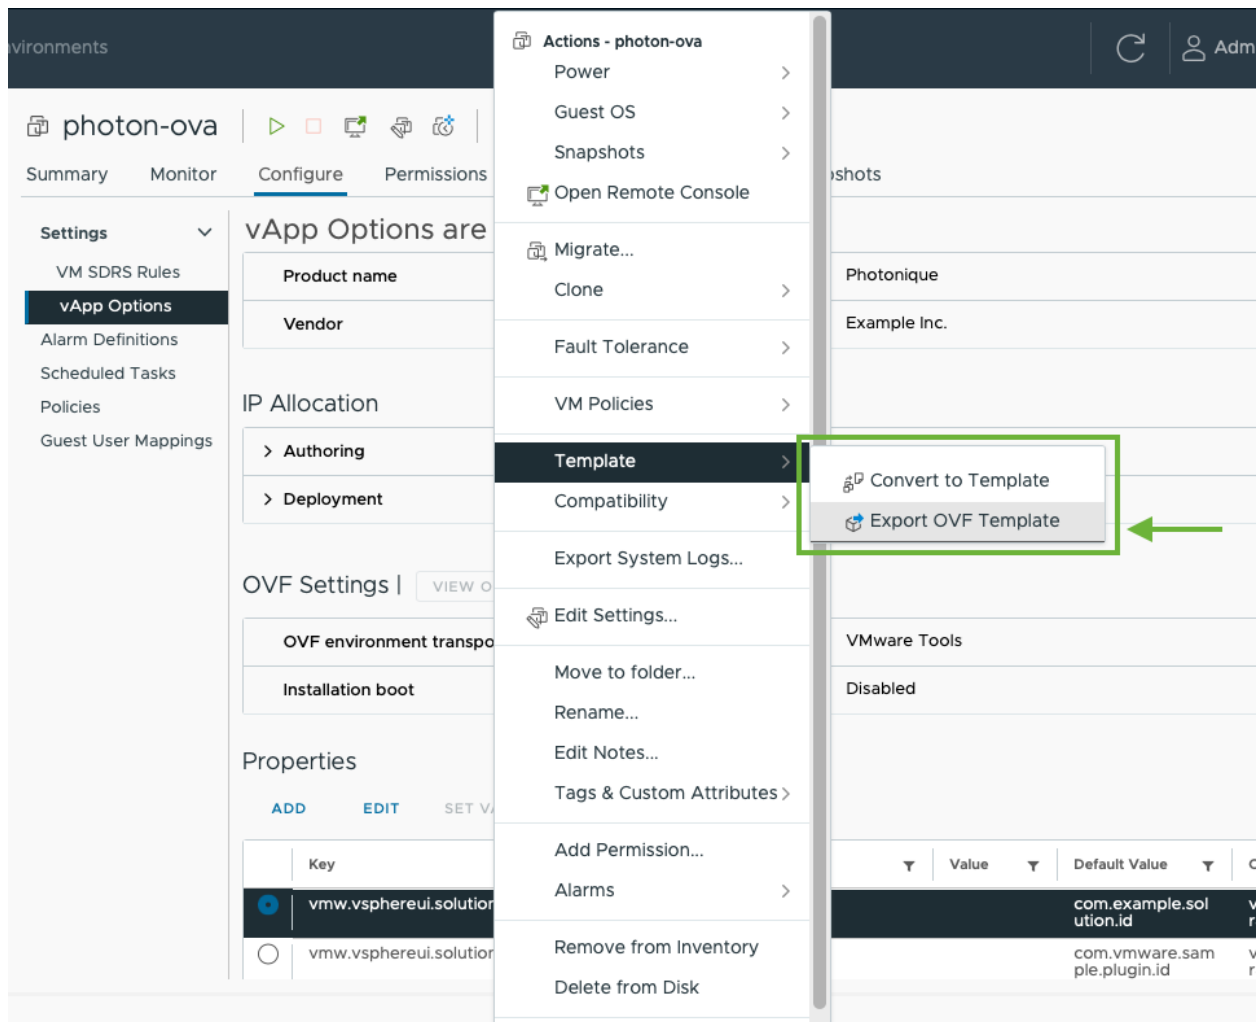 vironments
Adm
photon-ova
Summary Monitor Configure Permissions shots
Settings
VM SDRS Rules
vApp Options
Alarm Definitions
Scheduled Tasks
Policies
Guest User Mappings
vApp Options are
Product name Photonique
Vendor Example Inc.
IP Allocation
Authoring
Deployment
OVF Settings | VIEW O
OVF environment transpo VMware Tools
Installation boot Disabled
Properties
ADD EDIT SET VA
Key Value Default Value
vmw.vsphereui.solution com.example.sol
ution.id
vmw.vsphereui.solution com.vmware.sam
ple.plugin.id
Actions - photon-ova
Power
Guest OS
Snapshots
Open Remote Console
Migrate...
Clone
Fault Tolerance
VM Policies
Template
Compatibility
Export System Logs...
Edit Settings...
Move to folder...
Rename...
Edit Notes...
Tags & Custom Attributes
Add Permission...
Alarms
Remove from Inventory
Delete from Disk
Convert to Template
Export OVF Template